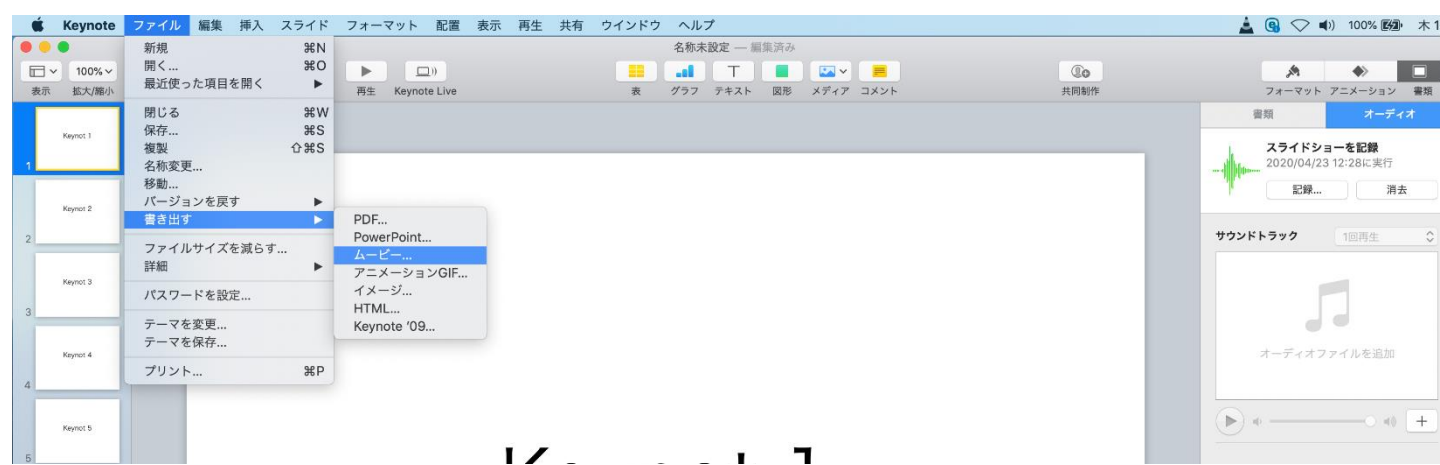 Keynote ファイル 編集 挿入 スライド フォーマット 配置 表示 再生 共有 ウインドウ ヘルプ 100% 木1
名称未設定 — 編集済み
100%
表示 拡大/縮小 再生 Keynote Live 表 グラフ テキスト 図形 メディア コメント 共同制作 フォーマット アニメーション 書類
新規 ⌘N
開く... ⌘O
最近使った項目を開く ▶
閉じる ⌘W
保存... ⌘S
複製 ⇧⌘S
名称変更...
移動...
バージョンを戻す ▶
書き出す ▶
ファイルサイズを減らす...
詳細 ▶
パスワードを設定...
テーマを変更...
テーマを保存...
プリント... ⌘P
PDF...
PowerPoint...
ムービー...
アニメーションGIF...
イメージ...
HTML...
Keynote '09...
Keynot 1
1
Keynot 2
2
Keynot 3
3
Keynot 4
4
Keynot 5
5
書類 オーディオ
スライドショーを記録
2020/04/23 12:28に実行
記録... 消去
サウンドトラック 1回再生
オーディオファイルを追加